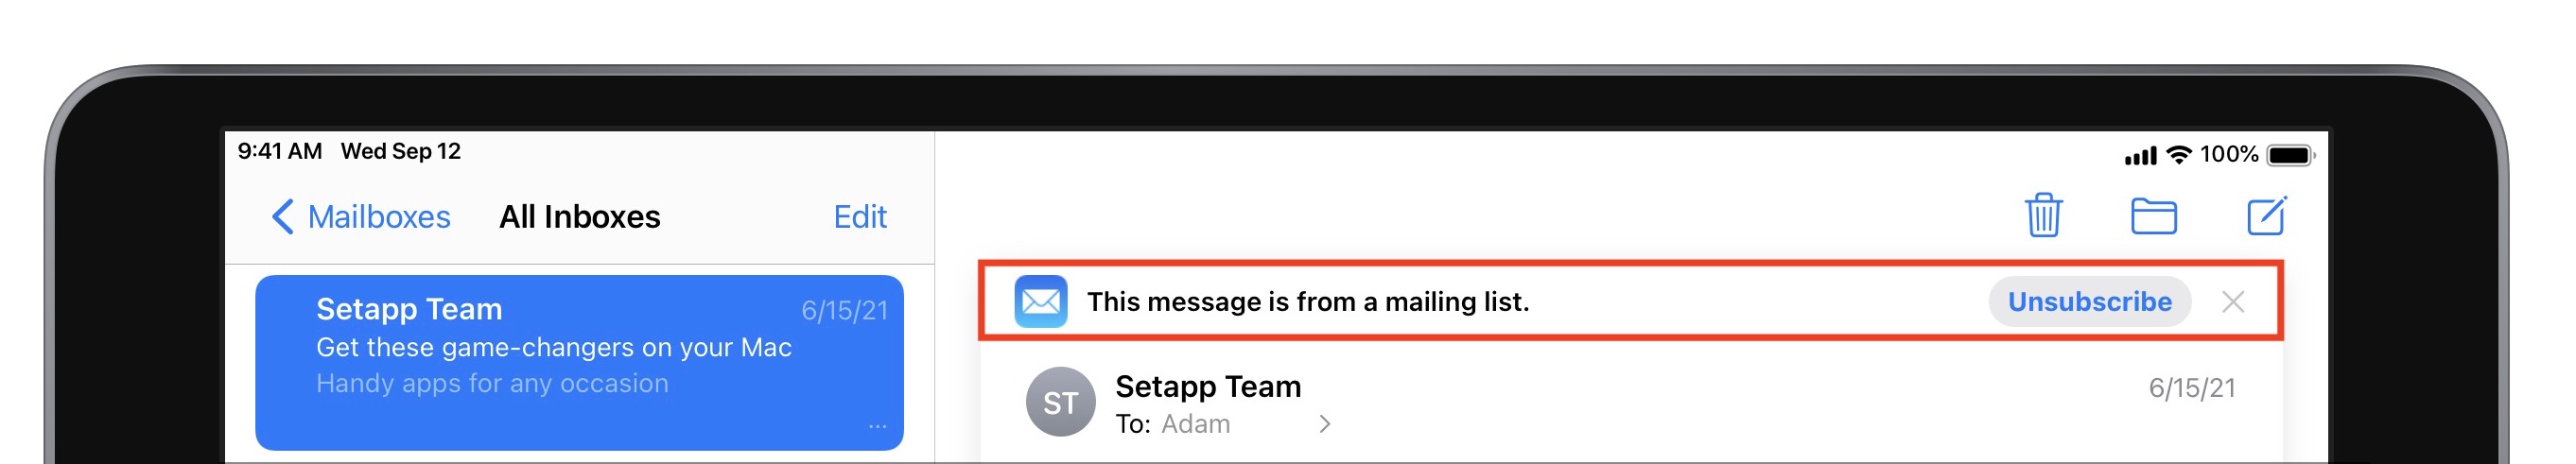 9:41 AM Wed Sep 12
100%
Mailboxes All Inboxes Edit
Setapp Team 6/15/21
Get these game-changers on your Mac
Handy apps for any occasion
...
This message is from a mailing list. Unsubscribe
ST
Setapp Team 6/15/21
To: Adam